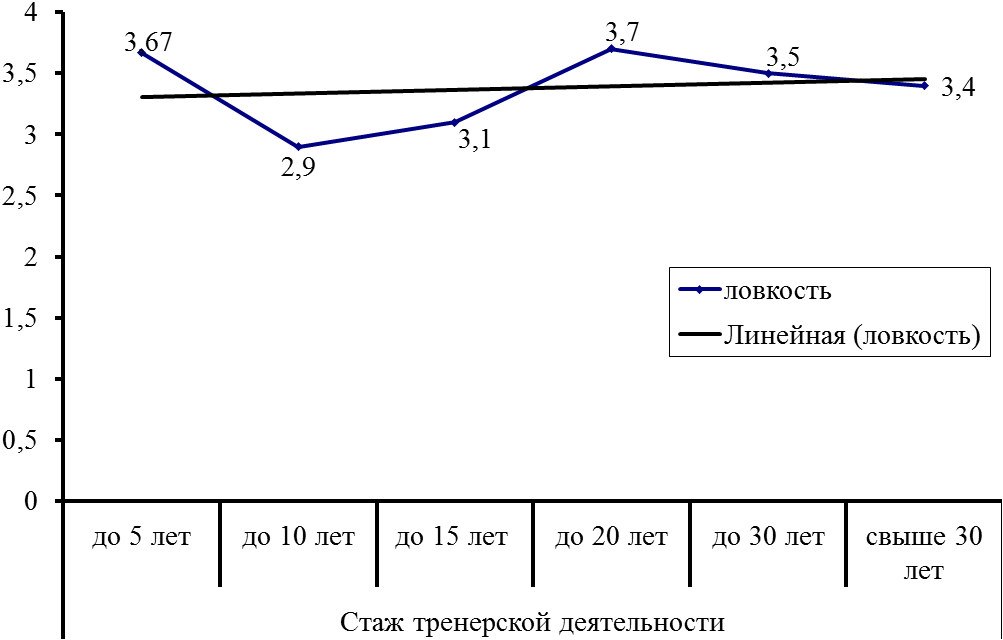 4
3,5
3
2,5
2
1,5
1
0,5
0
3,67
2,9
3,1
3,7
3,5
3,4
ловкость
Линейная (ловкость)
до 5 лет
до 10 лет
до 15 лет
до 20 лет
до 30 лет
свыше 30
лет
Стаж тренерской деятельности